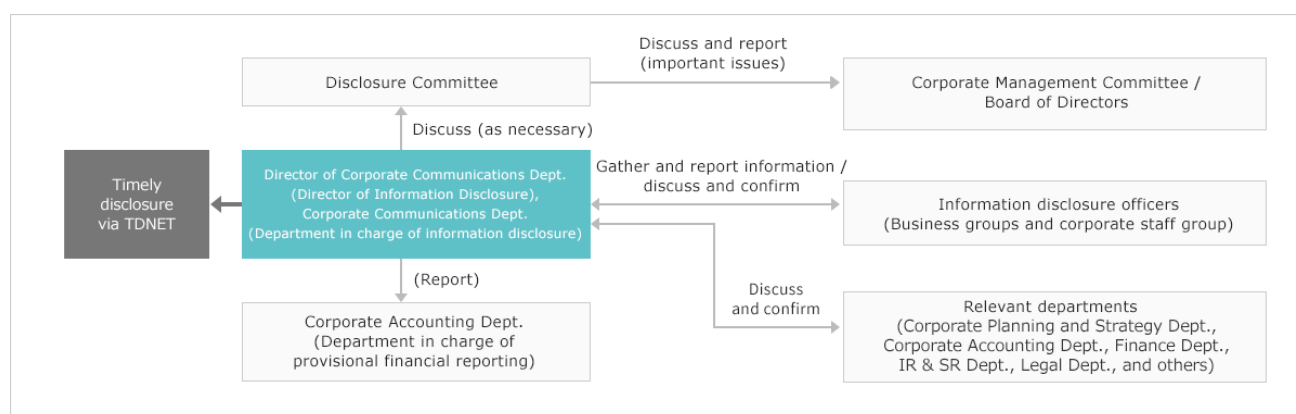 Discuss and report
(important issues)
Disclosure Committee
Corporate Management Committee /
Board of Directors
Discuss (as necessary)
Timely
disclosure
via TDNET
Director of Corporate Communications Dept.
(Director of Information Disclosure),
Corporate Communications Dept.
(Department in charge of information disclosure)
Gather and report information /
discuss and confirm
Information disclosure officers
(Business groups and corporate staff group)
(Report)
Discuss
and confirm
Corporate Accounting Dept.
(Department in charge of
provisional financial reporting)
Relevant departments
(Corporate Planning and Strategy Dept.,
Corporate Accounting Dept., Finance Dept.,
IR & SR Dept., Legal Dept., and others)